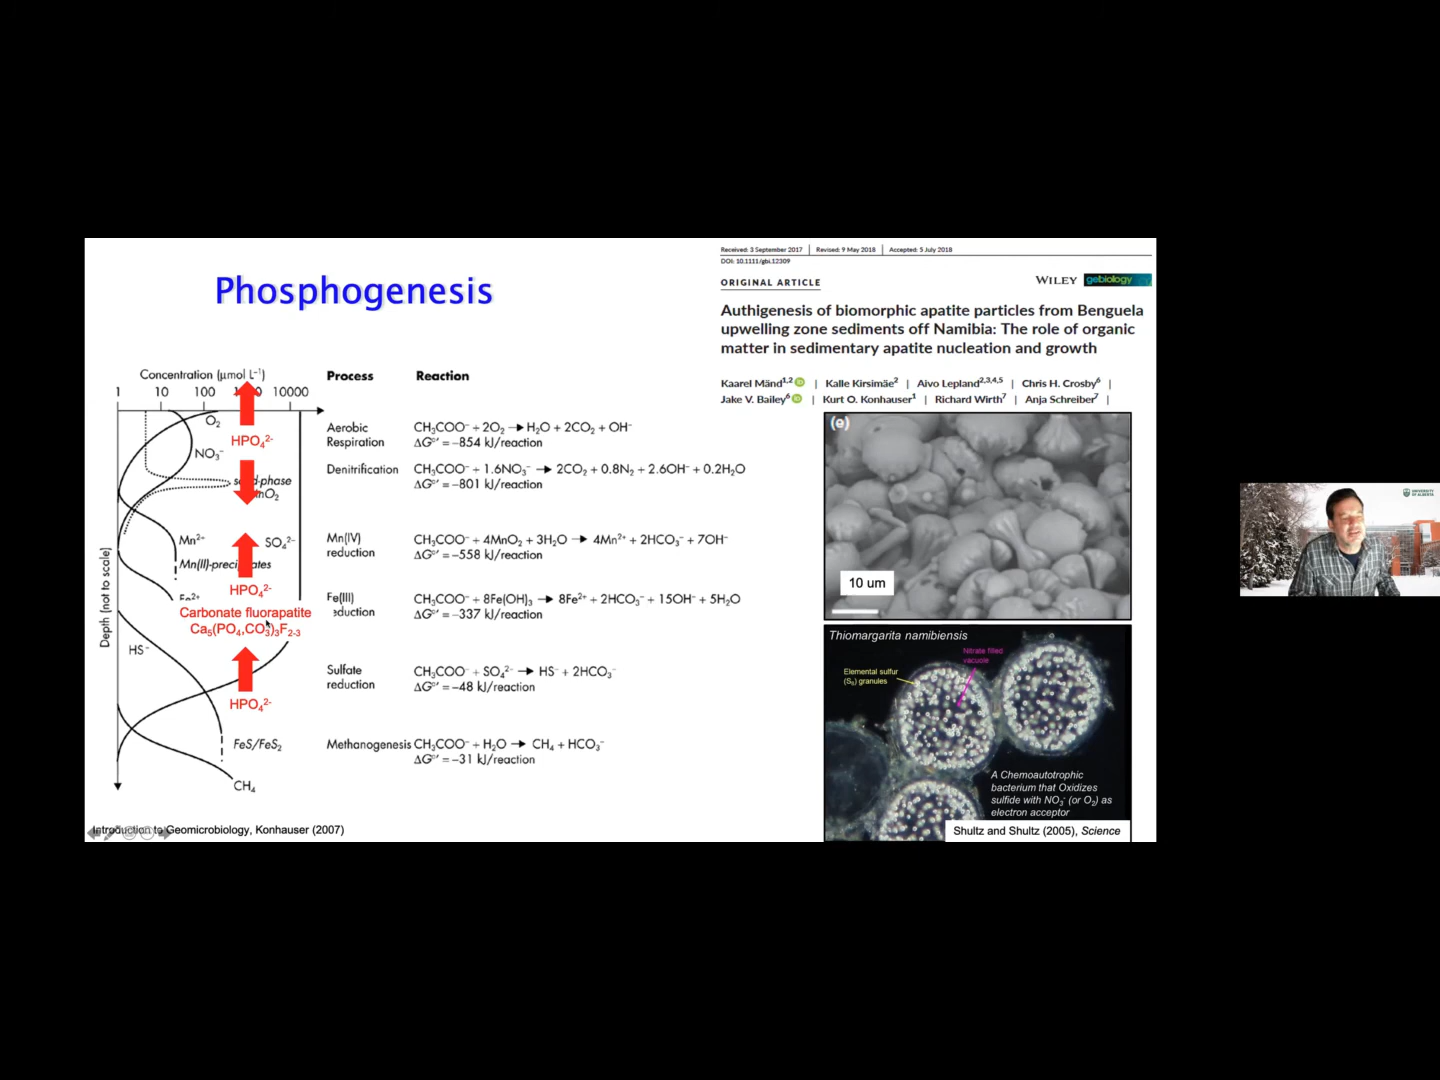 Phosphogenesis
Concentration (μmol L⁻¹)
1 10 100 10000
O₂
HPO₄²⁻
NO₃⁻
Mn²⁺
SO₄²⁻
Mn(II)-precipitates
HPO₄²⁻
Fe²⁺
Carbonate fluorapatite
Ca₅(PO₄,CO₃)₃F₂₋₃
HS⁻
HPO₄²⁻
FeS/FeS₂
CH₄
Depth (not to scale)
Process Reaction
Aerobic
Respiration
CH₃COO⁻ + 2O₂ → H₂O + 2CO₂ + OH⁻
ΔG°′ = −854 kJ/reaction
Denitrification
CH₃COO⁻ + 1.6NO₃⁻ → 2CO₂ + 0.8N₂ + 2.6OH⁻ + 0.2H₂O
ΔG°′ = −801 kJ/reaction
Mn(IV)
reduction
CH₃COO⁻ + 4MnO₂ + 3H₂O → 4Mn²⁺ + 2HCO₃⁻ + 7OH⁻
ΔG°′ = −558 kJ/reaction
Fe(III)
reduction
CH₃COO⁻ + 8Fe(OH)₃ → 8Fe²⁺ + 2HCO₃⁻ + 15OH⁻ + 5H₂O
ΔG°′ = −337 kJ/reaction
Sulfate
reduction
CH₃COO⁻ + SO₄²⁻ → HS⁻ + 2HCO₃⁻
ΔG°′ = −48 kJ/reaction
Methanogenesis
CH₃COO⁻ + H₂O → CH₄ + HCO₃⁻
ΔG°′ = −31 kJ/reaction
Introduction to Geomicrobiology, Konhauser (2007)
Received: 3 September 2017 | Revised: 9 May 2018 | Accepted: 5 July 2018
DOI: 10.1111/gbi.12309
ORIGINAL ARTICLE
WILEY geobiology
Authigenesis of biomorphic apatite particles from Benguela
upwelling zone sediments off Namibia: The role of organic
matter in sedimentary apatite nucleation and growth
Kaarel Mänd¹,² | Kalle Kirsimäe² | Aivo Lepland²,³,⁴,⁵ | Chris H. Crosby⁶ |
Jake V. Bailey⁶ | Kurt O. Konhauser¹ | Richard Wirth⁷ | Anja Schreiber⁷ |
(e)
10 um
Thiomargarita namibiensis
Nitrate filled
vacuole
Elemental sulfur
(S₀) granules
A Chemoautotrophic
bacterium that Oxidizes
sulfide with NO₃⁻ (or O₂) as
electron acceptor
Shultz and Shultz (2005), Science
UNIVERSITY
OF ALBERTA